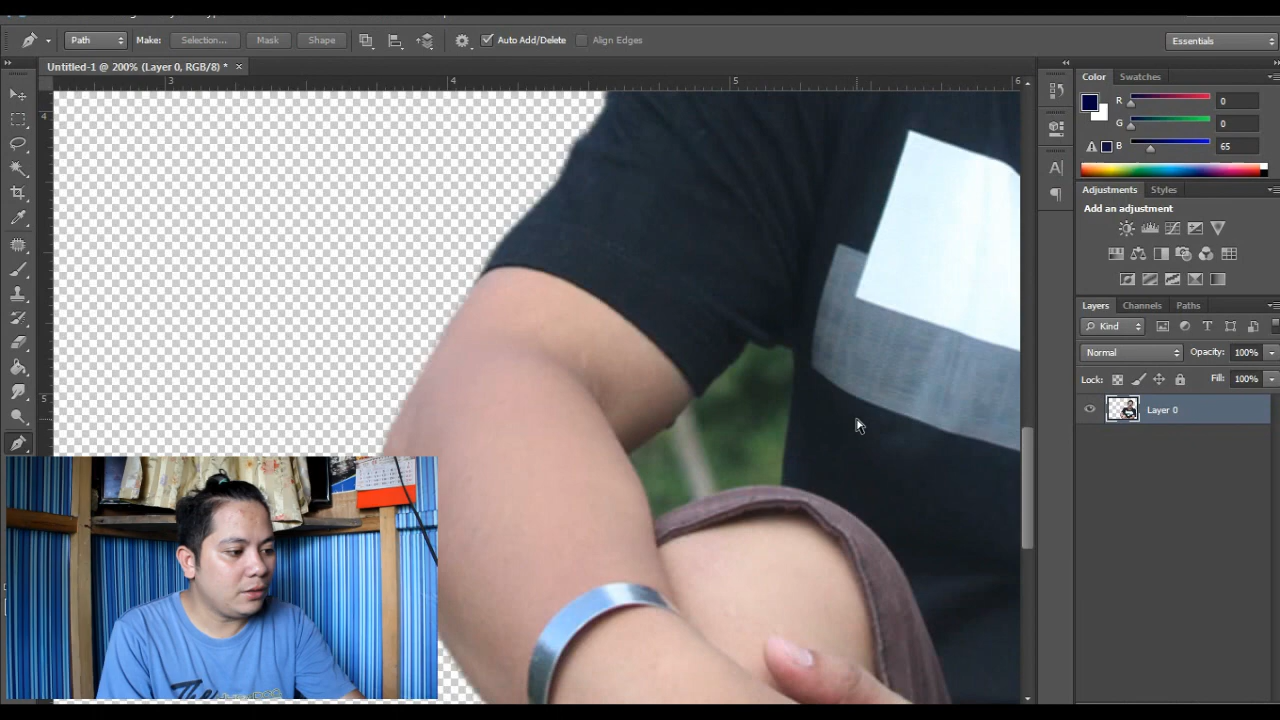 Path Make: Selection... Mask Shape Auto Add/Delete Align Edges Essentials
Untitled-1 @ 200% (Layer 0, RGB/8) * ×
3 4 5 6
4
5
Color Swatches
R 0
G 0
B 65
Adjustments Styles
Add an adjustment
Layers Channels Paths
Kind
Normal Opacity: 100%
Lock: Fill: 100%
Layer 0